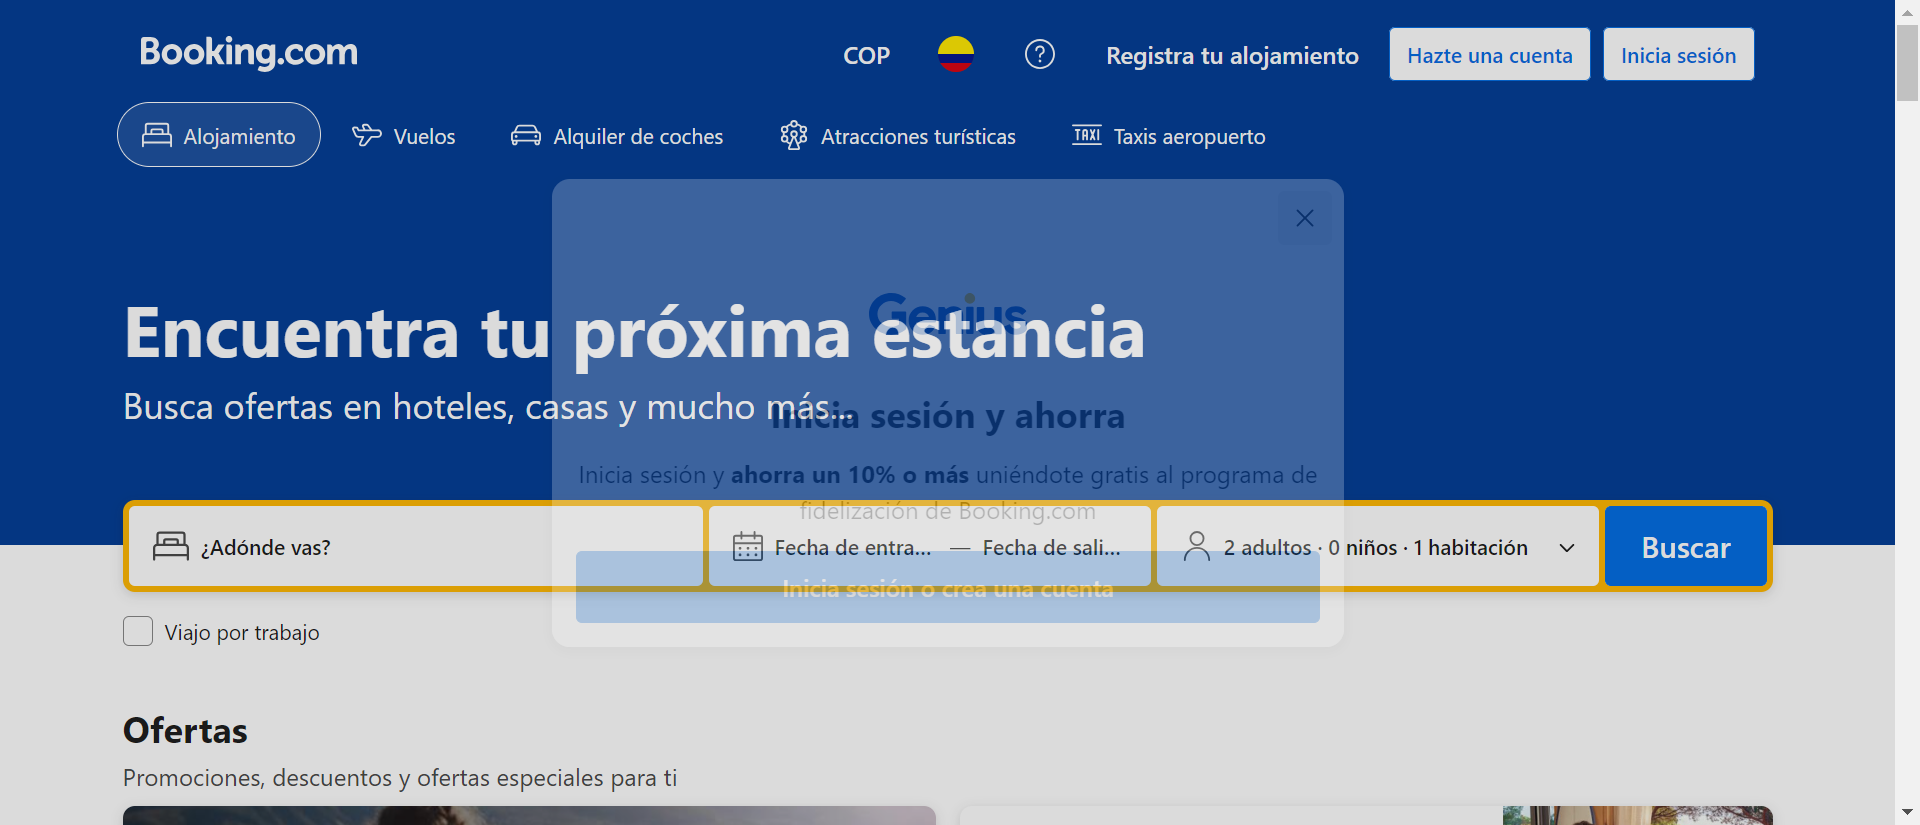 Booking.com
COP
Registra tu alojamiento
Hazte una cuenta
Inicia sesión
Alojamiento
Vuelos
Alquiler de coches
Atracciones turísticas
TAXI
Taxis aeropuerto
Genius
Encuentra tu próxima estancia
Busca ofertas en hoteles, casas y mucho más...
Inicia sesión y ahorra
Inicia sesión y ahorra un 10% o más uniéndote gratis al programa de
fidelización de Booking.com
¿Adónde vas?
Fecha de entra... — Fecha de sali...
2 adultos · 0 niños · 1 habitación
Buscar
Inicia sesión o crea una cuenta
Viajo por trabajo
Ofertas
Promociones, descuentos y ofertas especiales para ti